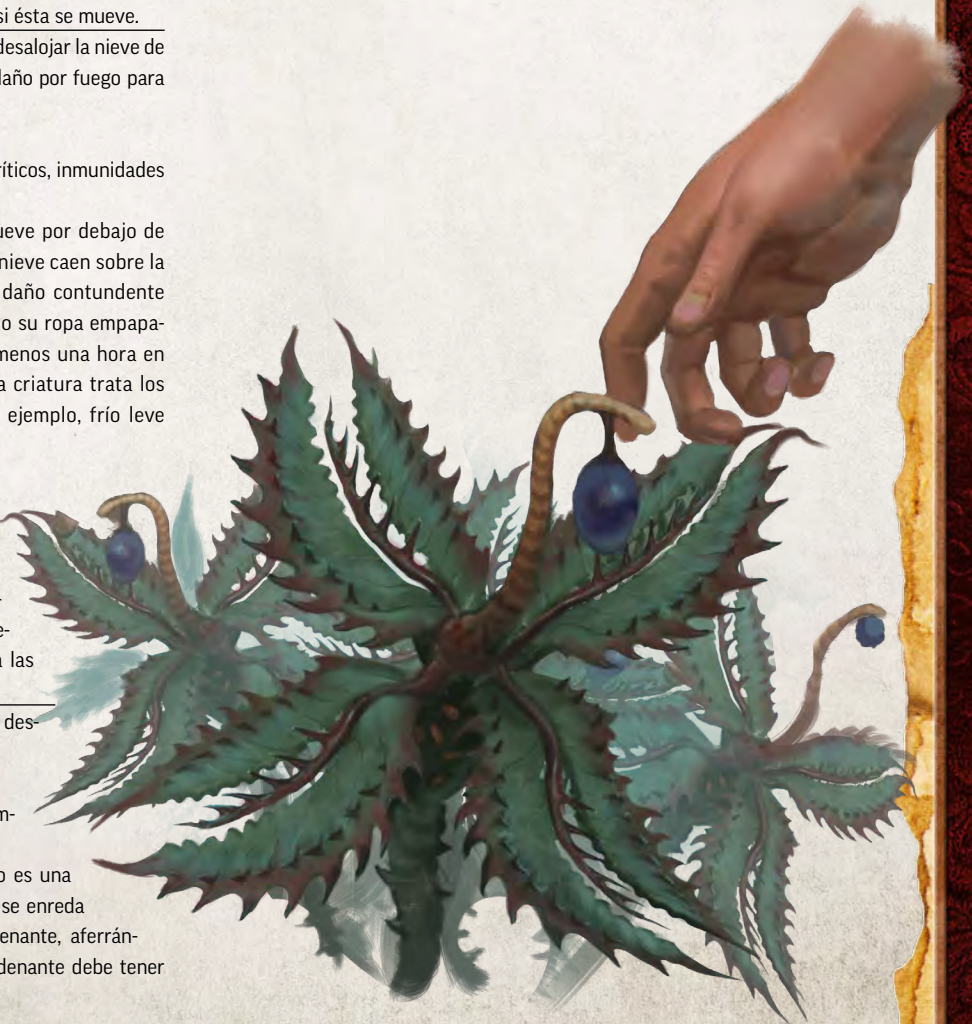 si ésta se mueve.
desalojar la nieve de
daño por fuego para
ríticos, inmunidades
ueve por debajo de
nieve caen sobre la
daño contundente
o su ropa empapa-
menos una hora en
a criatura trata los
ejemplo, frío leve
e-
las
des-
m-
o es una
se enreda
enante, aferrán-
denante debe tener